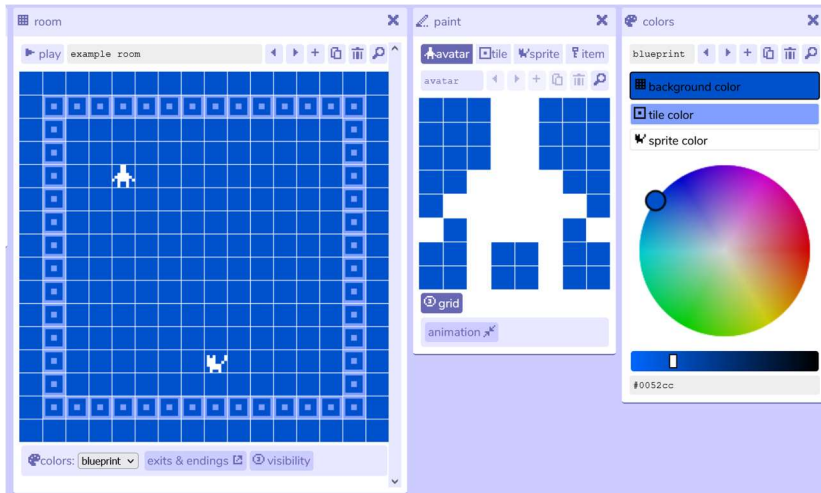 room
play example room
colors: blueprint exits & endings visibility
paint
avatar tile sprite item
avatar
grid
animation
colors
blueprint
background color
tile color
sprite color
#0052cc